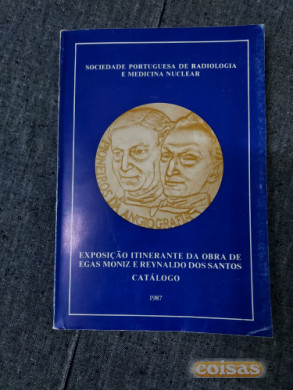 SOCIEDADE PORTUGUESA DE RADIOLOGIA
E MEDICINA NUCLEAR
PIONEIROS DA ANGIOGRAFIA
EXPOSIÇÃO ITINERANTE DA OBRA DE
EGAS MONIZ E REYNALDO DOS SANTOS
CATÁLOGO
1987
coisas